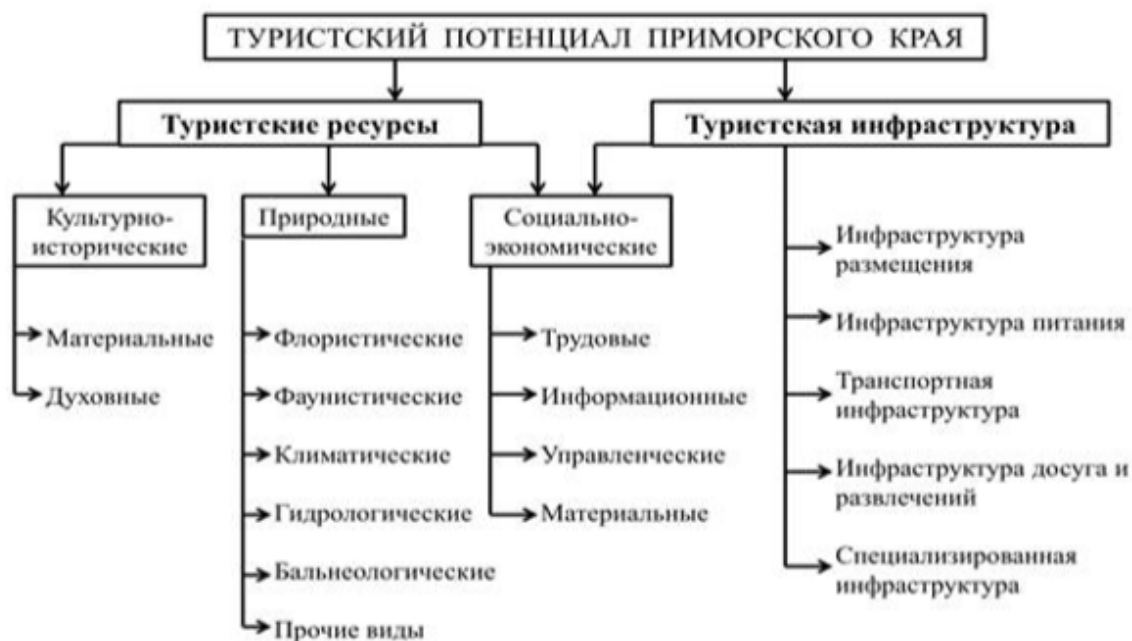 ТУРИСТСКИЙ ПОТЕНЦИАЛ ПРИМОРСКОГО КРАЯ
Туристские ресурсы
Туристская инфраструктура
Культурно-
исторические
Природные
Социально-
экономические
Материальные
Духовные
Флористические
Фаунистические
Климатические
Гидрологические
Бальнеологические
Прочие виды
Трудовые
Информационные
Управленческие
Материальные
Инфраструктура
размещения
Инфраструктура питания
Транспортная
инфраструктура
Инфраструктура досуга и
развлечений
Специализированная
инфраструктура